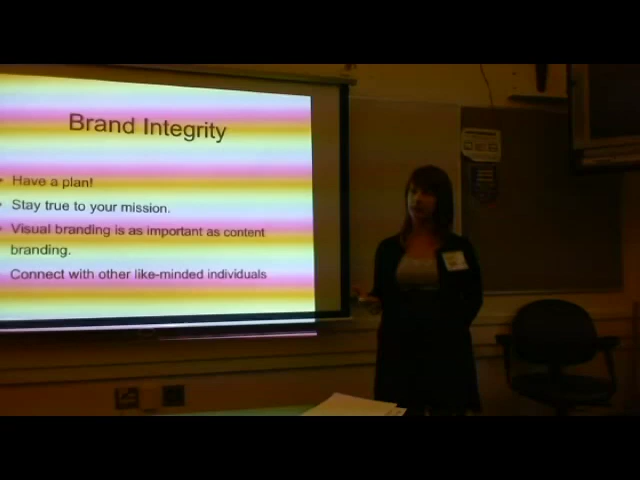 Brand Integrity
Have a plan!
Stay true to your mission.
Visual branding is as important as content
branding.
Connect with other like-minded individuals